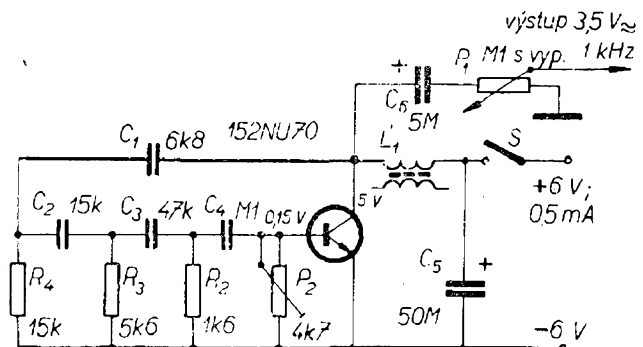 výstup 3,5 V≈
P₁ M1 s vyp. 1 kHz
+
C₆
5M
C₁ 6k8 152NU70
L₁ S
C₂ 15k C₃ 47k C₄ M1 0,15 V 5 V
+6 V;
0,5 mA
R₄ R₃ R₂ P₂ C₅ +
15k 5k6 1k6 4k7 50M
−6 V